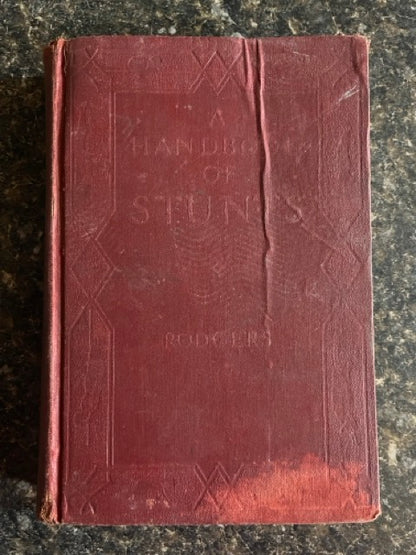 A
HANDBOOK
OF
STUNTS
RODGERS